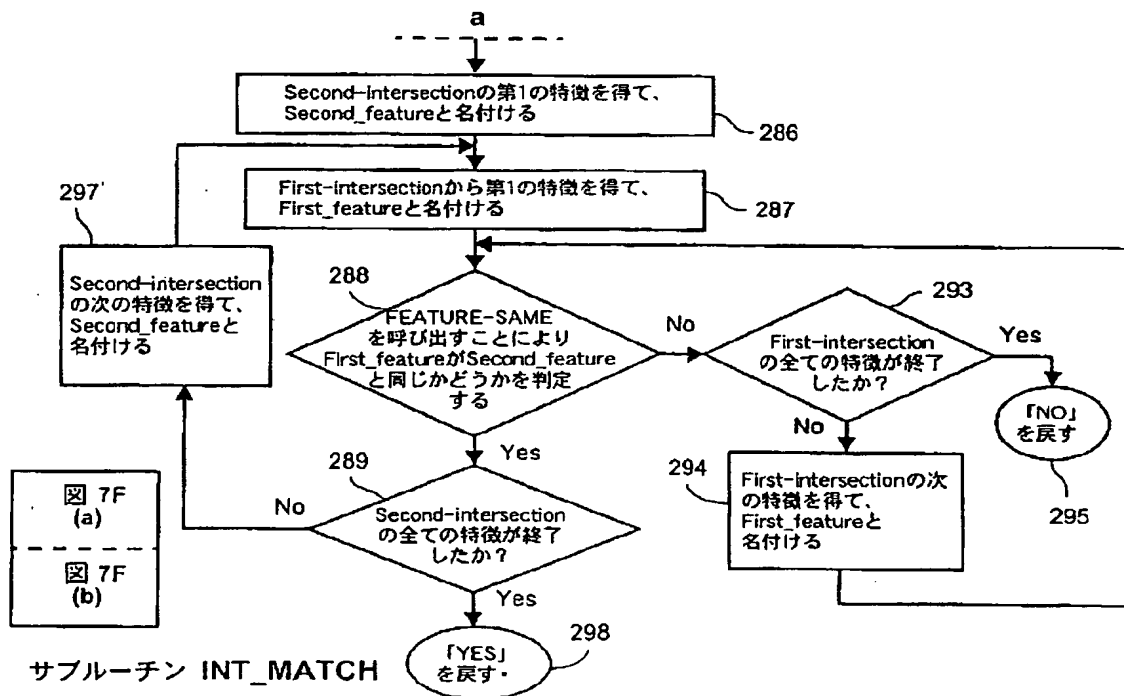 a
Second-intersectionの第1の特徴を得て、
Second_featureと名付ける
286
First-intersectionから第1の特徴を得て、
First_featureと名付ける
287
297'
Second-intersection
の次の特徴を得て、
Second_featureと
名付ける
288
FEATURE-SAME
を呼び出すことにより
First_featureがSecond_feature
と同じかどうかを判定
する
No
293
First-intersection
の全ての特徴が終了
したか?
Yes
「NO」
を戻す
295
No
294
First-intersectionの次
の特徴を得て、
First_featureと
名付ける
Yes
289
Second-intersection
の全ての特徴が終了
したか?
No
Yes
「YES」
を戻す・
298
図 7F
(a)
図 7F
(b)
サブルーチン INT_MATCH